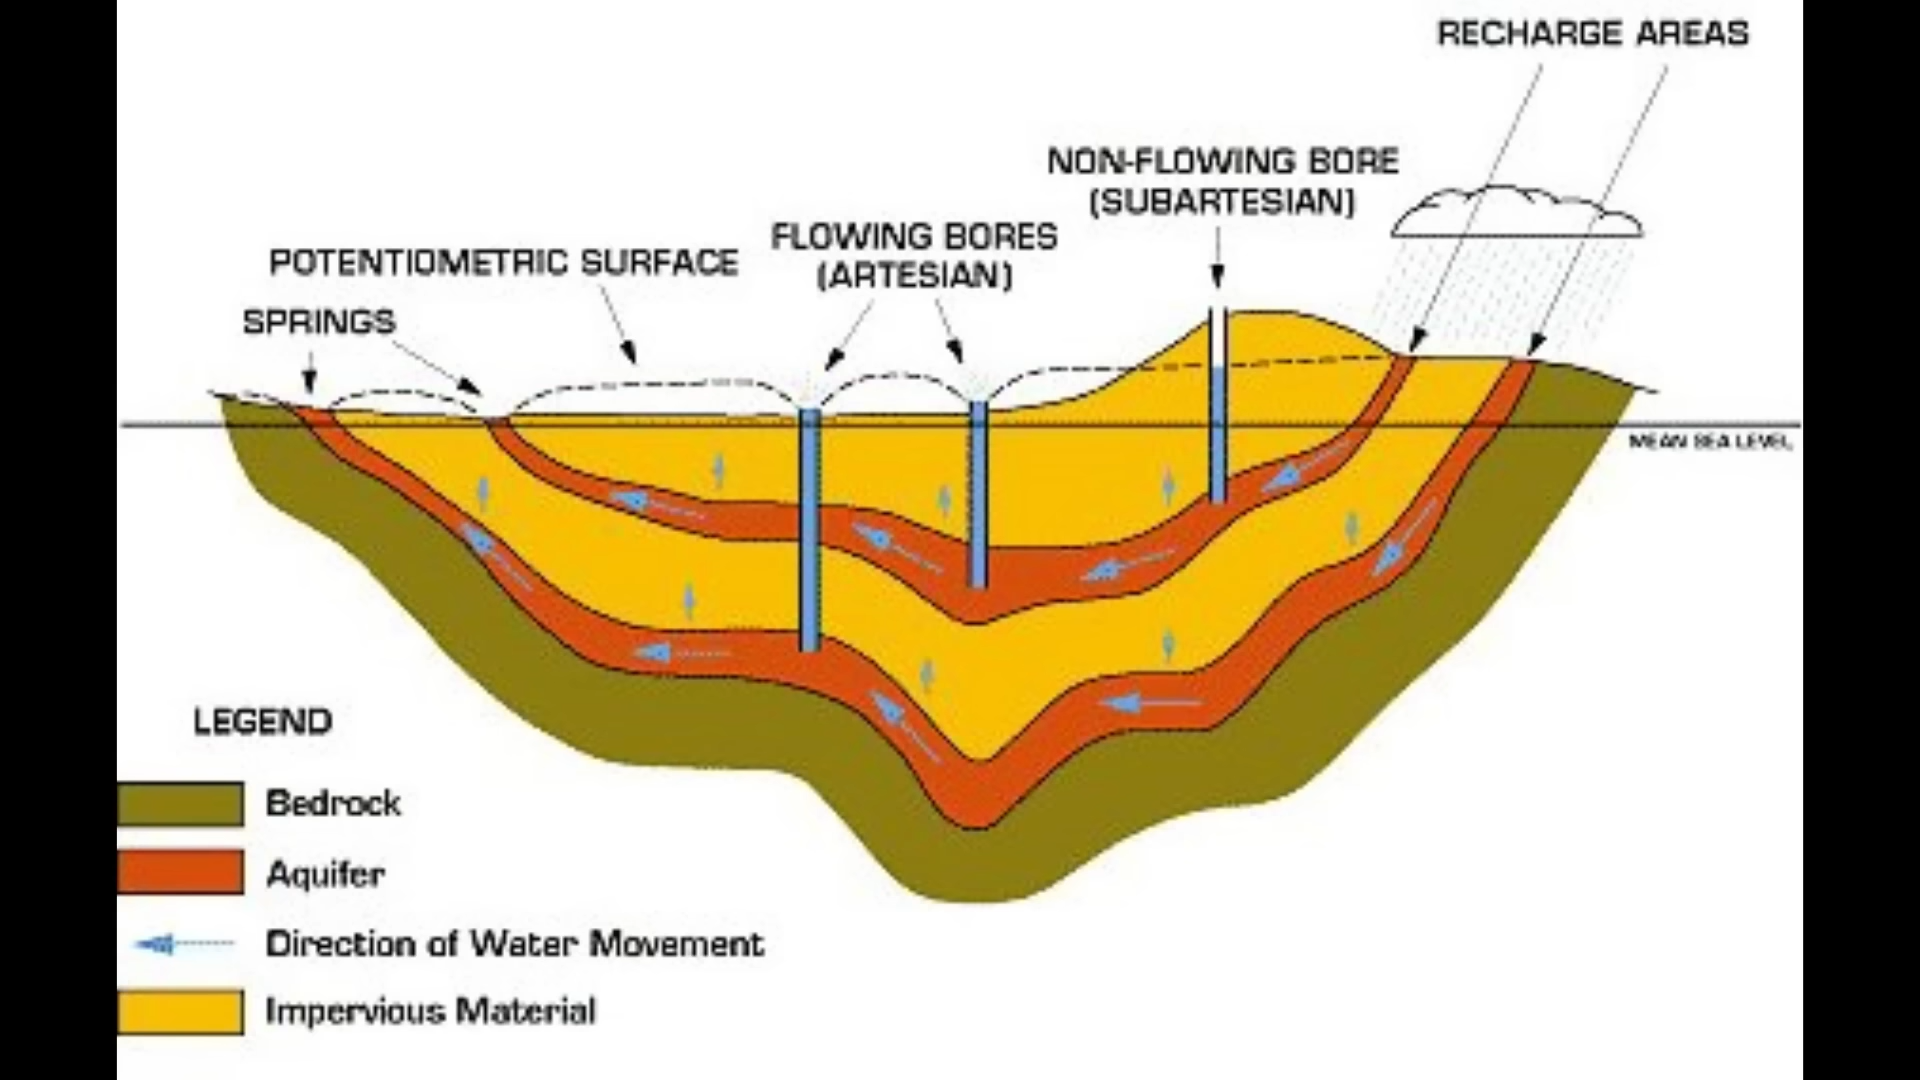 RECHARGE AREAS
NON-FLOWING BORE
(SUBARTESIAN)
FLOWING BORES
(ARTESIAN)
POTENTIOMETRIC SURFACE
SPRINGS
MEAN SEA LEVEL
LEGEND
Bedrock
Aquifer
Direction of Water Movement
Impervious Material